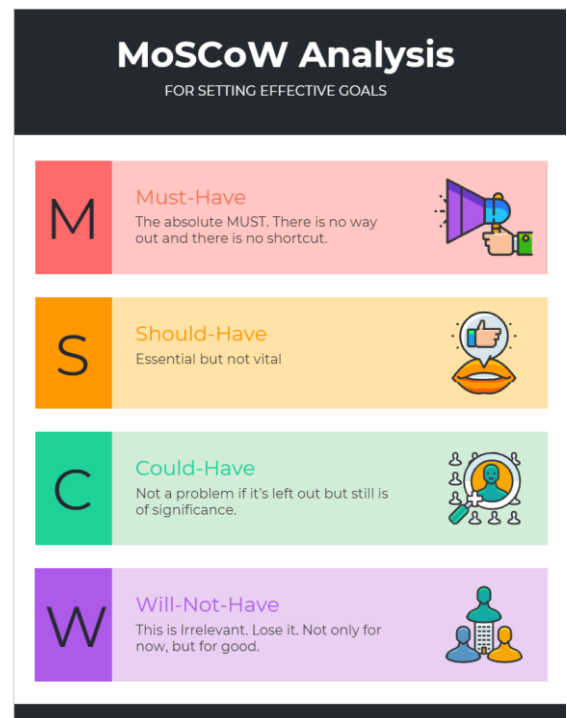 MoSCoW Analysis
FOR SETTING EFFECTIVE GOALS
M
Must-Have
The absolute MUST. There is no way
out and there is no shortcut.
S
Should-Have
Essential but not vital
C
Could-Have
Not a problem if it's left out but still is
of significance.
W
Will-Not-Have
This is Irrelevant. Lose it. Not only for
now, but for good.